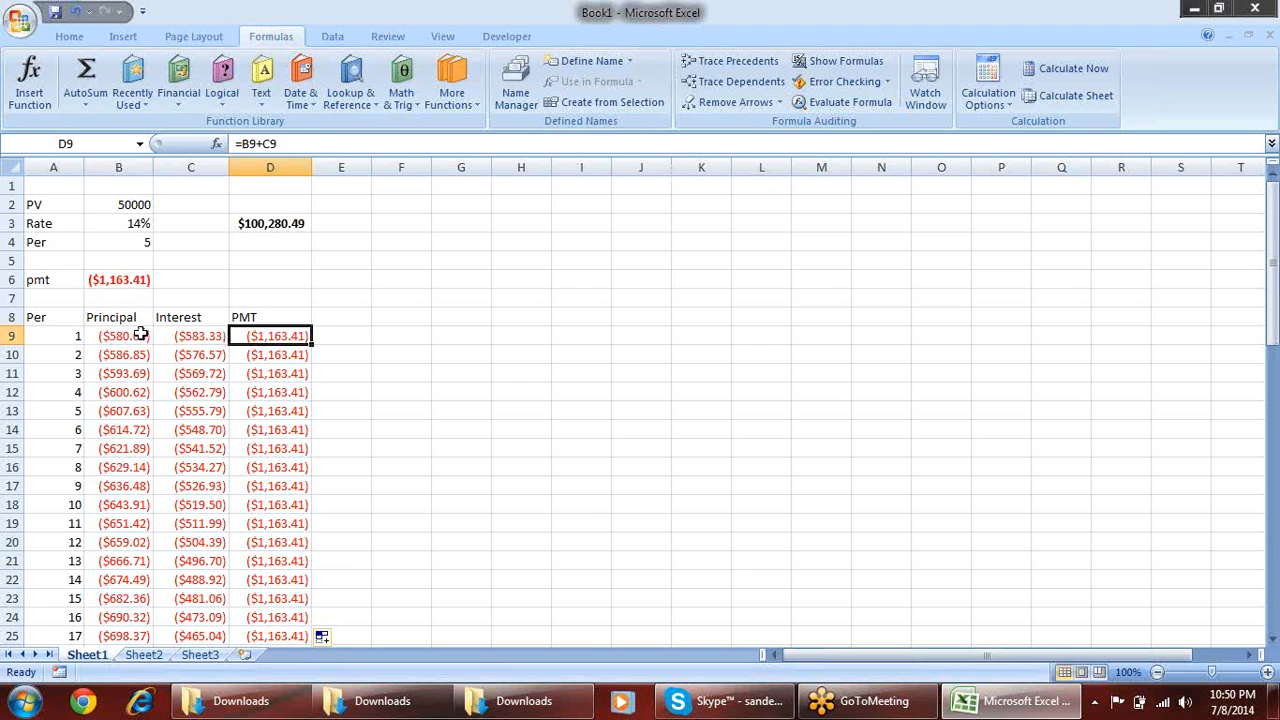 Book1 - Microsoft Excel
Home Insert Page Layout Formulas Data Review View Developer
Insert Function
AutoSum
Recently Used
Financial
Logical
Text
Date & Time
Lookup & Reference
Math & Trig
More Functions
Function Library
Name Manager
Define Name
Use in Formula
Create from Selection
Defined Names
Trace Precedents
Trace Dependents
Remove Arrows
Show Formulas
Error Checking
Evaluate Formula
Formula Auditing
Watch Window
Calculation Options
Calculate Now
Calculate Sheet
Calculation
D9 fx =B9+C9
A B C D E F G H I J K L M N O P Q R S T
1
2 PV 50000
3 Rate 14% $100,280.49
4 Per 5
5
6 pmt ($1,163.41)
7
8 Per Principal Interest PMT
9 1 ($580. ($583.33) ($1,163.41)
10 2 ($586.85) ($576.57) ($1,163.41)
11 3 ($593.69) ($569.72) ($1,163.41)
12 4 ($600.62) ($562.79) ($1,163.41)
13 5 ($607.63) ($555.79) ($1,163.41)
14 6 ($614.72) ($548.70) ($1,163.41)
15 7 ($621.89) ($541.52) ($1,163.41)
16 8 ($629.14) ($534.27) ($1,163.41)
17 9 ($636.48) ($526.93) ($1,163.41)
18 10 ($643.91) ($519.50) ($1,163.41)
19 11 ($651.42) ($511.99) ($1,163.41)
20 12 ($659.02) ($504.39) ($1,163.41)
21 13 ($666.71) ($496.70) ($1,163.41)
22 14 ($674.49) ($488.92) ($1,163.41)
23 15 ($682.36) ($481.06) ($1,163.41)
24 16 ($690.32) ($473.09) ($1,163.41)
25 17 ($698.37) ($465.04) ($1,163.41)
Sheet1 Sheet2 Sheet3
Ready 100%
Downloads Downloads Downloads Skype™ - sande... GoToMeeting Microsoft Excel ...
10:50 PM
7/8/2014